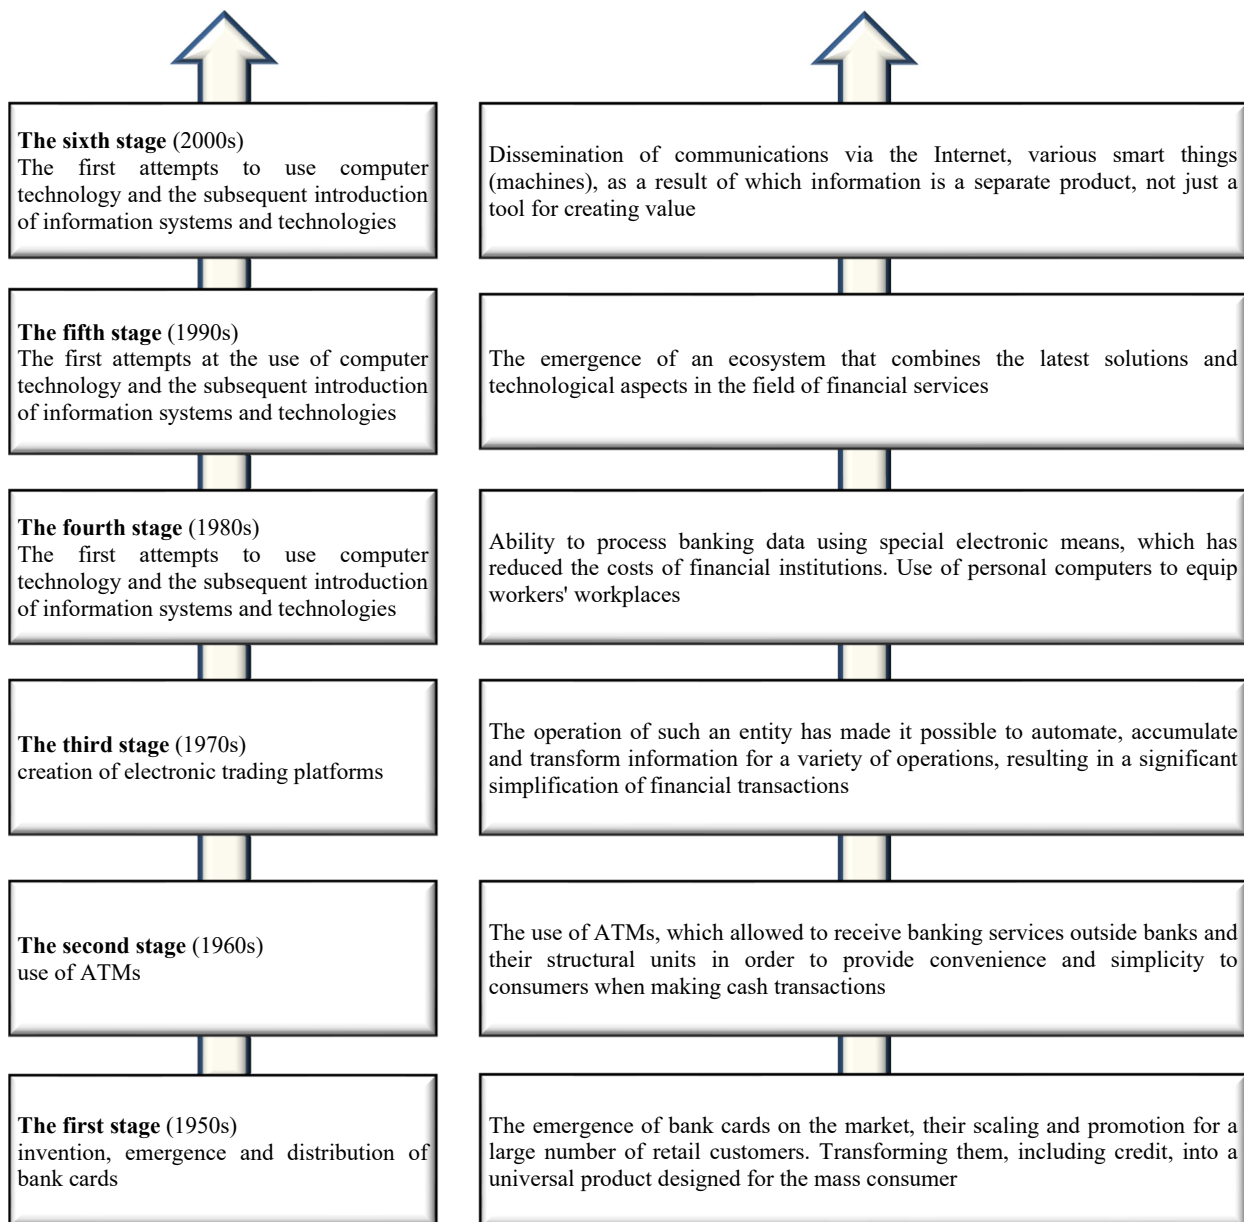 The sixth stage (2000s)
The first attempts to use computer
technology and the subsequent introduction
of information systems and technologies
Dissemination of communications via the Internet, various smart things
(machines), as a result of which information is a separate product, not just a
tool for creating value
The fifth stage (1990s)
The first attempts at the use of computer
technology and the subsequent introduction
of information systems and technologies
The emergence of an ecosystem that combines the latest solutions and
technological aspects in the field of financial services
The fourth stage (1980s)
The first attempts to use computer
technology and the subsequent introduction
of information systems and technologies
Ability to process banking data using special electronic means, which has
reduced the costs of financial institutions. Use of personal computers to equip
workers' workplaces
The third stage (1970s)
creation of electronic trading platforms
The operation of such an entity has made it possible to automate, accumulate
and transform information for a variety of operations, resulting in a significant
simplification of financial transactions
The second stage (1960s)
use of ATMs
The use of ATMs, which allowed to receive banking services outside banks and
their structural units in order to provide convenience and simplicity to
consumers when making cash transactions
The first stage (1950s)
invention, emergence and distribution of
bank cards
The emergence of bank cards on the market, their scaling and promotion for a
large number of retail customers. Transforming them, including credit, into a
universal product designed for the mass consumer